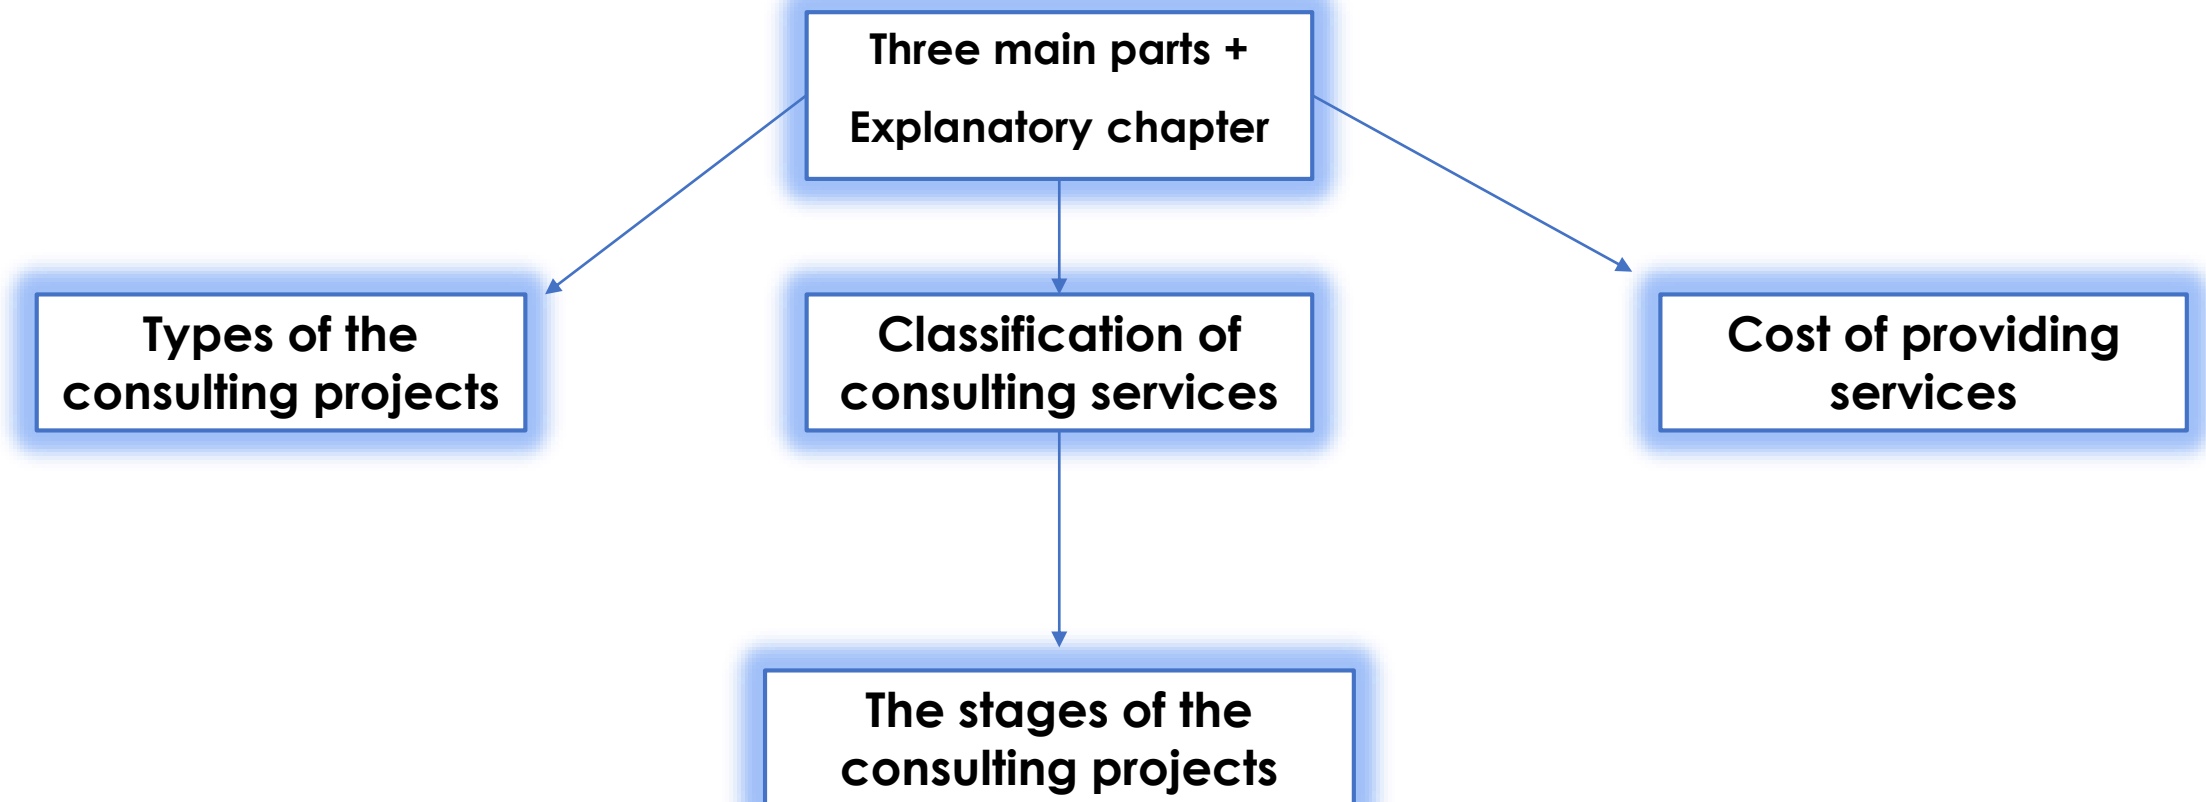 Three main parts +
Explanatory chapter
Types of the
consulting projects
Classification of
consulting services
Cost of providing
services
The stages of the
consulting projects